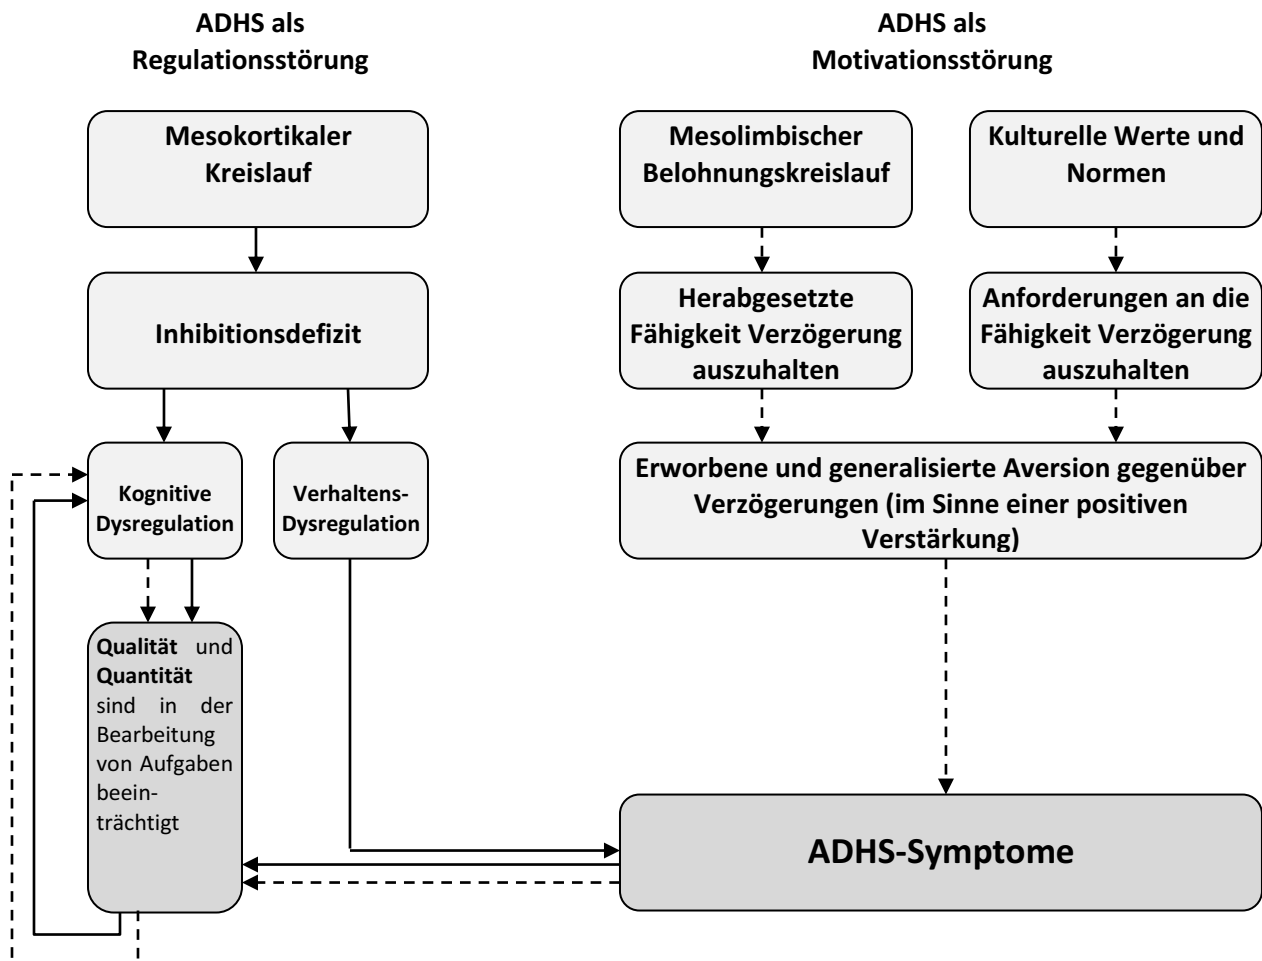 ADHS als
Regulationsstörung
ADHS als
Motivationsstörung
Mesokortikaler
Kreislauf
Mesolimbischer
Belohnungskreislauf
Kulturelle Werte und
Normen
Inhibitionsdefizit
Herabgesetzte
Fähigkeit Verzögerung
auszuhalten
Anforderungen an die
Fähigkeit Verzögerung
auszuhalten
Kognitive
Dysregulation
Verhaltens-
Dysregulation
Erworbene und generalisierte Aversion gegenüber
Verzögerungen (im Sinne einer positiven
Verstärkung)
Qualität und
Quantität
sind in der
Bearbeitung
von Aufgaben
beein-
trächtigt
ADHS-Symptome